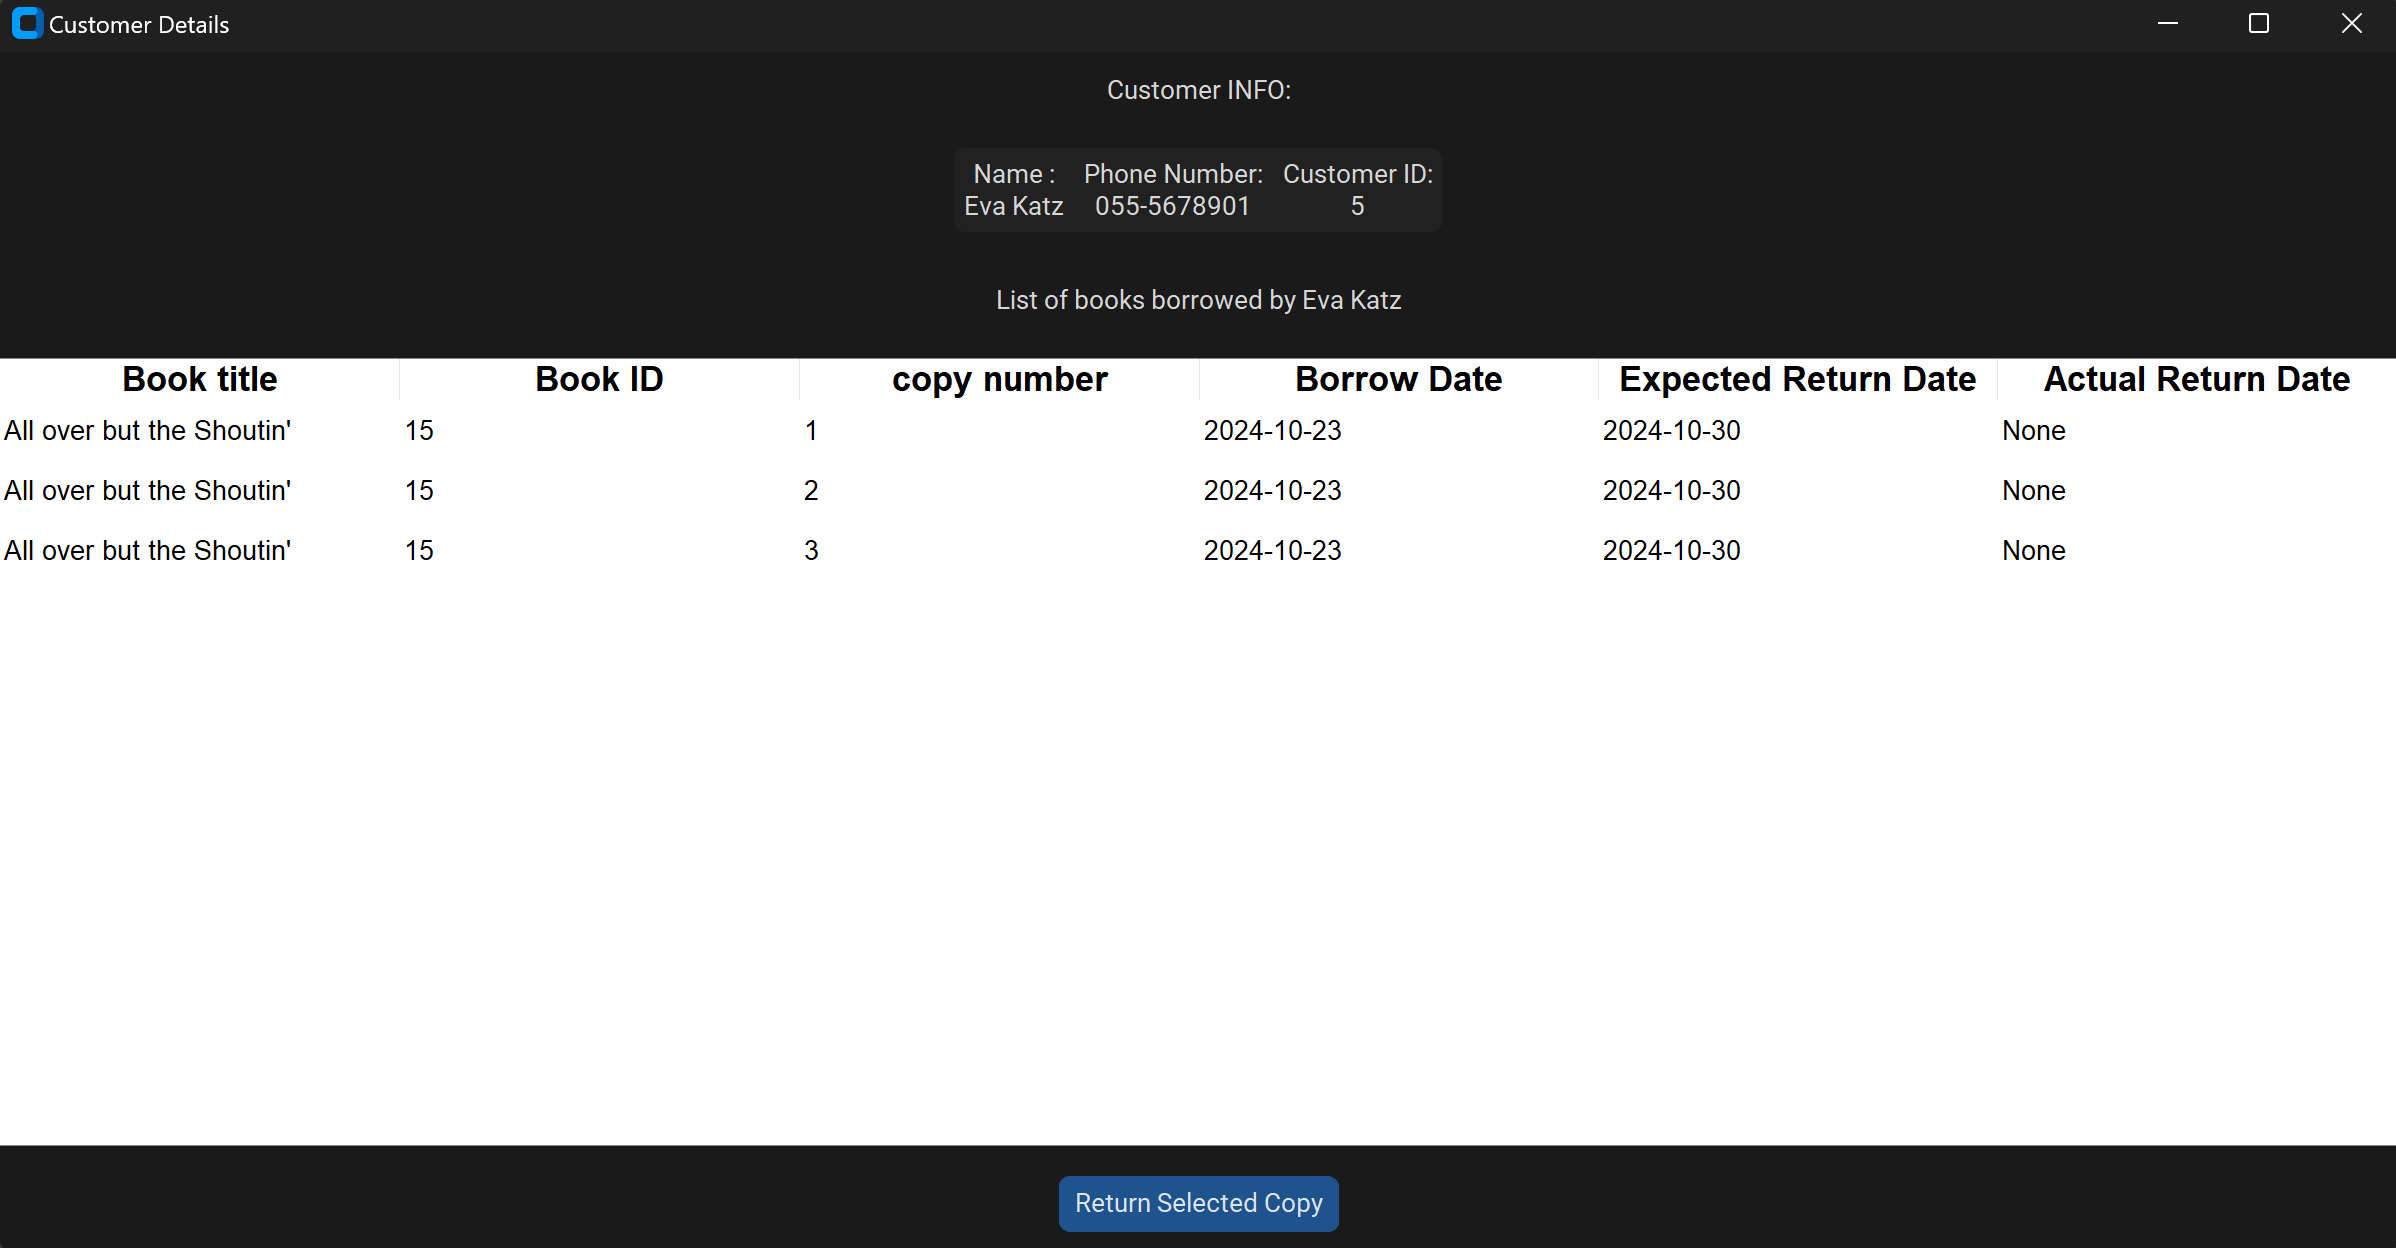 Customer Details
Customer INFO:
Name : Phone Number: Customer ID:
Eva Katz 055-5678901 5
List of books borrowed by Eva Katz
Book title Book ID copy number Borrow Date Expected Return Date Actual Return Date
All over but the Shoutin' 15 1 2024-10-23 2024-10-30 None
All over but the Shoutin' 15 2 2024-10-23 2024-10-30 None
All over but the Shoutin' 15 3 2024-10-23 2024-10-30 None
Return Selected Copy